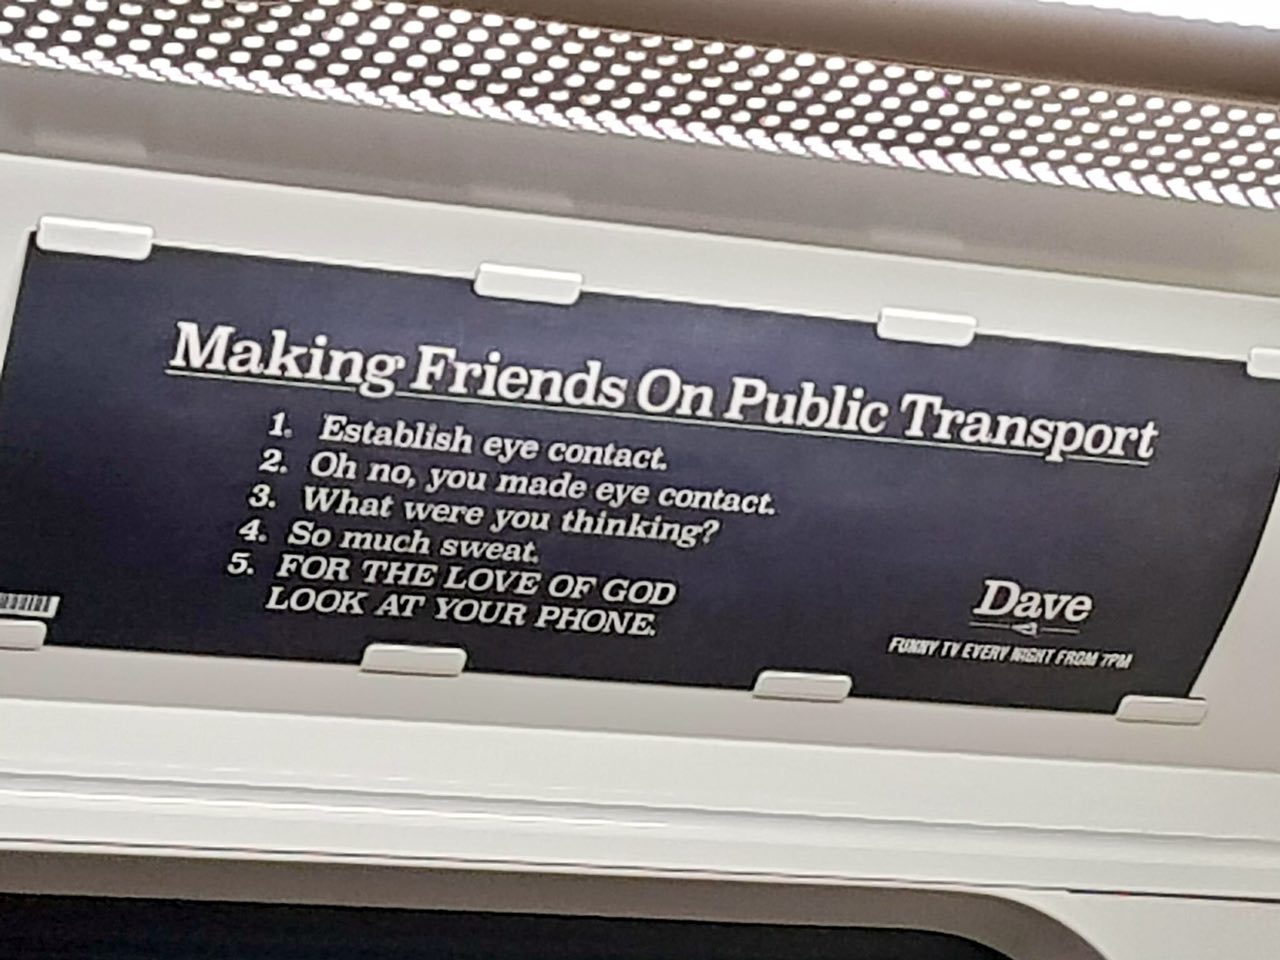 Making Friends On Public Transport
1. Establish eye contact.
2. Oh no, you made eye contact.
3. What were you thinking?
4. So much sweat.
5. FOR THE LOVE OF GOD
LOOK AT YOUR PHONE.
Dave
FUNNY TV EVERY NIGHT FROM 7PM